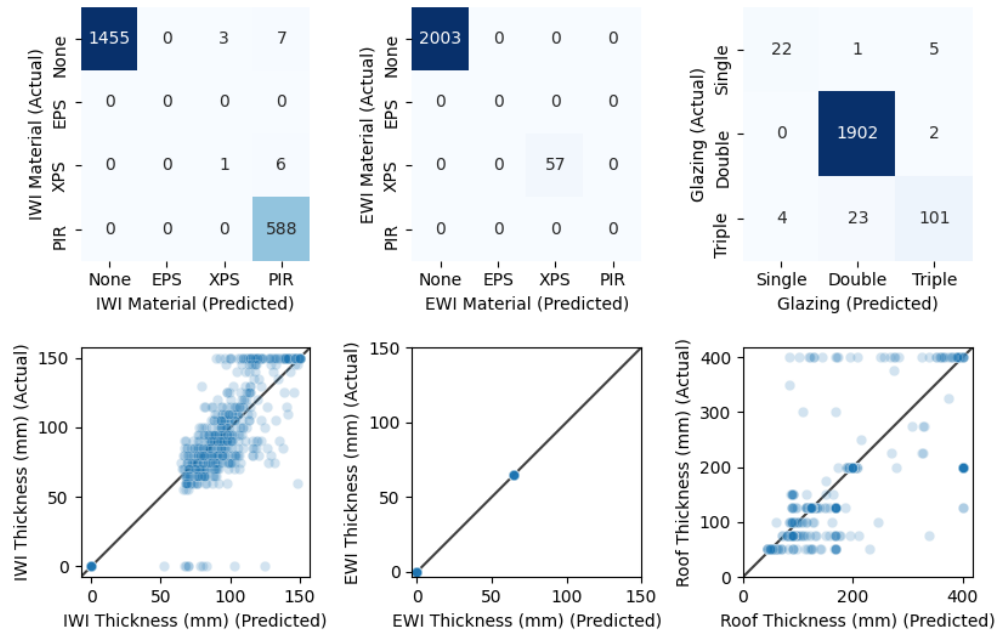 None 1455 0 3 7
EPS 0 0 0 0
XPS 0 0 1 6
PIR 0 0 0 588
IWI Material (Actual)
None EPS XPS PIR
IWI Material (Predicted)
None 2003 0 0 0
EPS 0 0 0 0
XPS 0 0 57 0
PIR 0 0 0 0
EWI Material (Actual)
None EPS XPS PIR
EWI Material (Predicted)
Single 22 1 5
Double 0 1902 2
Triple 4 23 101
Glazing (Actual)
Single Double Triple
Glazing (Predicted)
IWI Thickness (mm) (Actual)
150
100
50
0
0 50 100 150
IWI Thickness (mm) (Predicted)
EWI Thickness (mm) (Actual)
150
100
50
0
0 50 100 150
EWI Thickness (mm) (Predicted)
Roof Thickness (mm) (Actual)
400
300
200
100
0
0 200 400
Roof Thickness (mm) (Predicted)